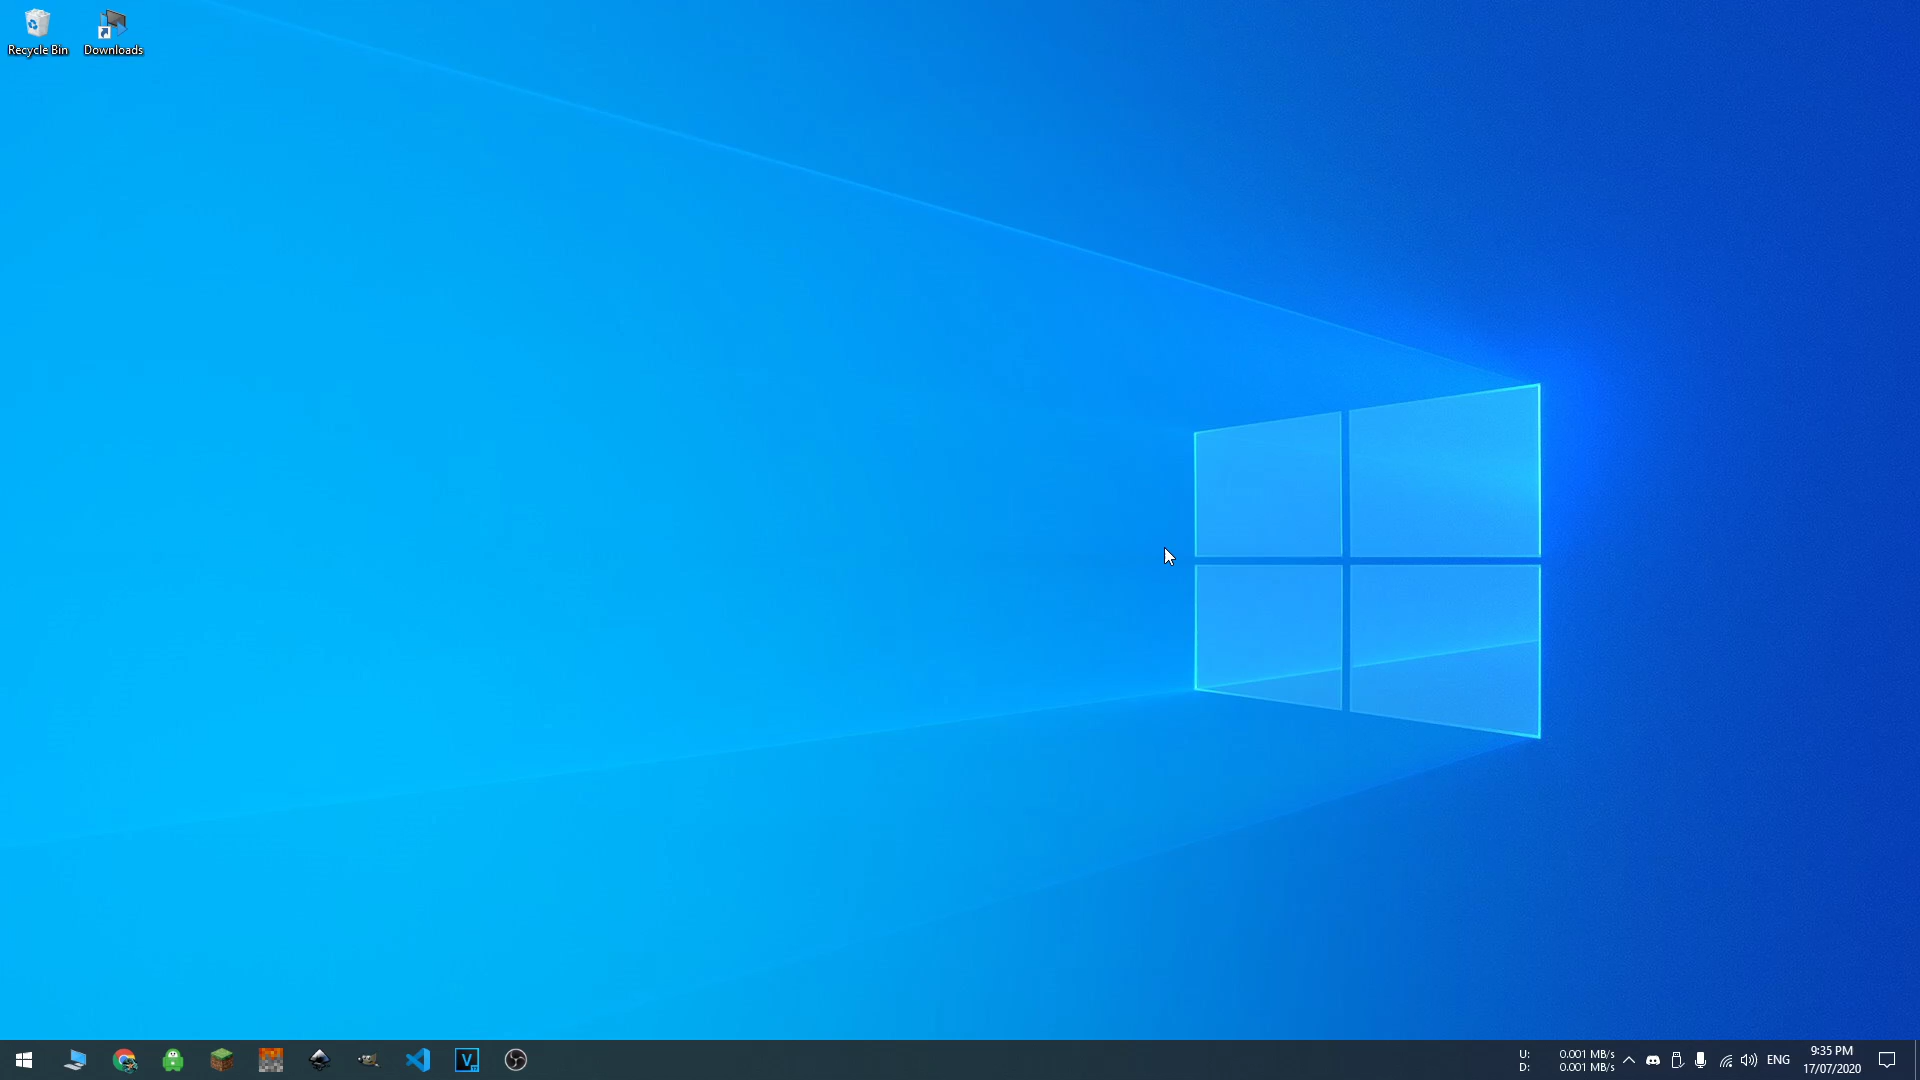 Recycle Bin
Downloads
V
U: 0.001 MB/s
D: 0.001 MB/s
ENG
9:35 PM
17/07/2020